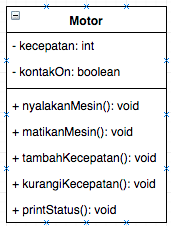 Motor
- kecepatan: int
- kontakOn: boolean
+ nyalakanMesin(): void
+ matikanMesin(): void
+ tambahKecepatan(): void
+ kurangiKecepatan(): void
+ printStatus(): void